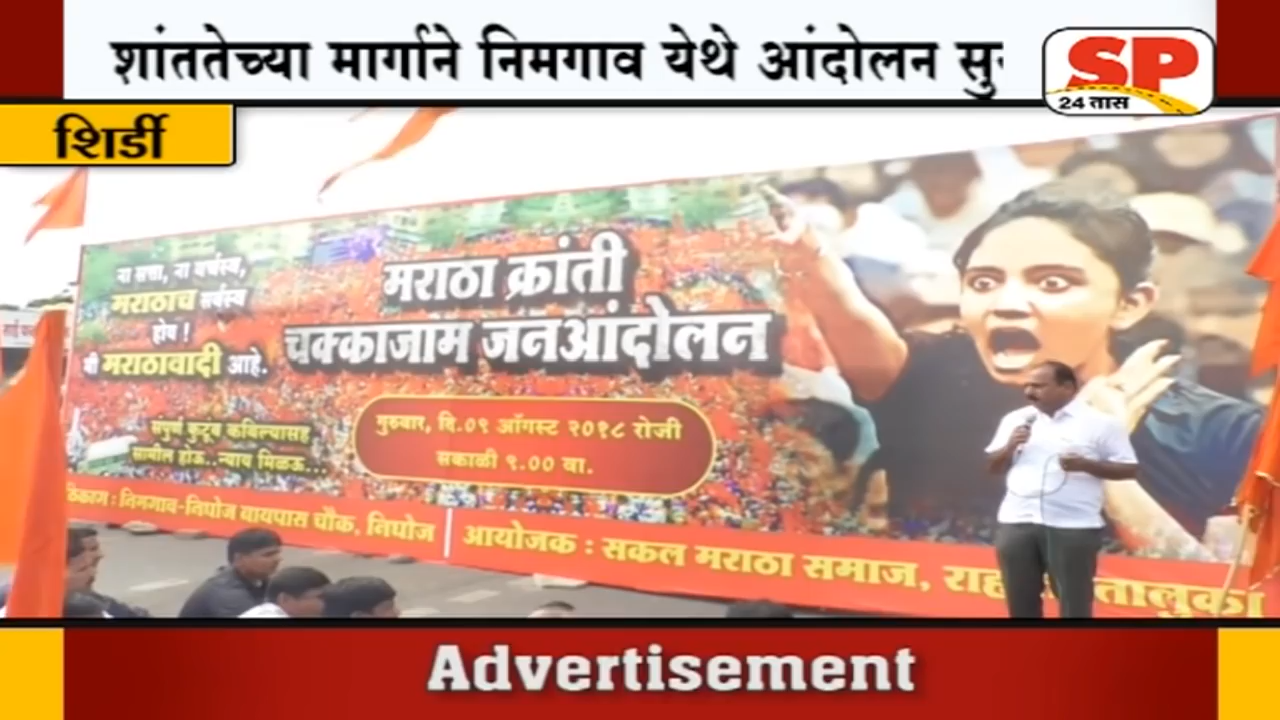 शांततेच्या मार्गाने निमगाव येथे आंदोलन
SP
24 तास
शिर्डी
ना सत्ता, ना वर्चस्व,
मराठाच सर्वस्व
होय !
मी मराठावादी आहे.
मराठा क्रांती
चक्काजाम जनआंदोलन
संपुर्ण कुटूंब कबिल्यासह
सामील होऊ...न्याय मिळऊ...
गुरुवार, दि.०९ ऑगस्ट २०१८ रोजी
सकाळी ९.०० वा.
ठिकाण : निमगाव-निघोज बायपास चौक, निघोज
आयोजक : सकल मराठा समाज, तालुका
Advertisement